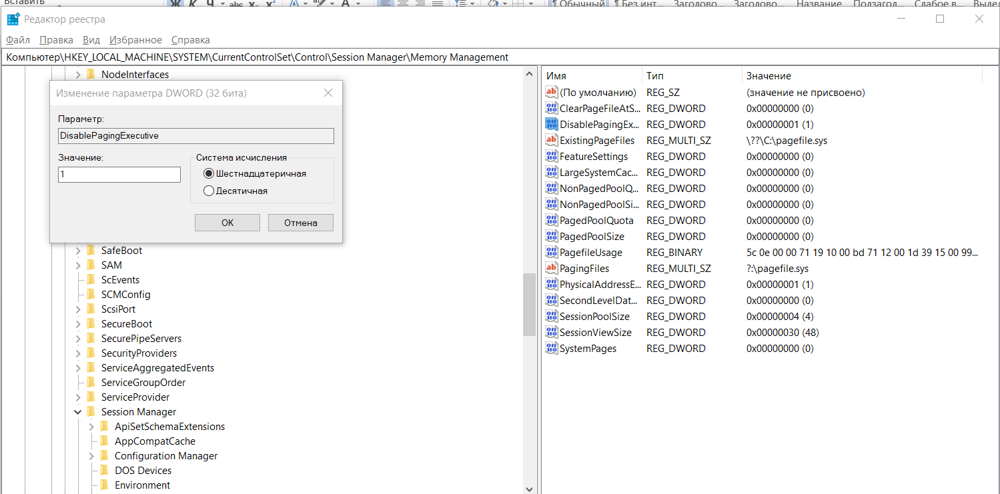 Вставить Ж К Ч abc x₂ x² А А ¶ Обычный ¶ Без инт... Заголово... Заголово... Название Подзагол... Слабое в... Выдел
Редактор реестра
Файл Правка Вид Избранное Справка
Компьютер\HKEY_LOCAL_MACHINE\SYSTEM\CurrentControlSet\Control\Session Manager\Memory Management
NodeInterfaces
Изменение параметра DWORD (32 бита)
Параметр:
DisablePagingExecutive
Значение:
1
Система исчисления
Шестнадцатеричная
Десятичная
OK Отмена
SafeBoot
SAM
ScEvents
SCMConfig
ScsiPort
SecureBoot
SecurePipeServers
SecurityProviders
ServiceAggregatedEvents
ServiceGroupOrder
ServiceProvider
Session Manager
ApiSetSchemaExtensions
AppCompatCache
Configuration Manager
DOS Devices
Environment
Имя Тип Значение
(По умолчанию) REG_SZ (значение не присвоено)
ClearPageFileAtS... REG_DWORD 0x00000000 (0)
DisablePagingEx... REG_DWORD 0x00000001 (1)
ExistingPageFiles REG_MULTI_SZ \??\C:\pagefile.sys
FeatureSettings REG_DWORD 0x00000000 (0)
LargeSystemCac... REG_DWORD 0x00000000 (0)
NonPagedPoolQ... REG_DWORD 0x00000000 (0)
NonPagedPoolSi... REG_DWORD 0x00000000 (0)
PagedPoolQuota REG_DWORD 0x00000000 (0)
PagedPoolSize REG_DWORD 0x00000000 (0)
PagefileUsage REG_BINARY 5c 0e 00 00 71 19 10 00 bd 71 12 00 1d 39 15 00 99...
PagingFiles REG_MULTI_SZ ?:\pagefile.sys
PhysicalAddressE... REG_DWORD 0x00000001 (1)
SecondLevelDat... REG_DWORD 0x00000000 (0)
SessionPoolSize REG_DWORD 0x00000004 (4)
SessionViewSize REG_DWORD 0x00000030 (48)
SystemPages REG_DWORD 0x00000000 (0)